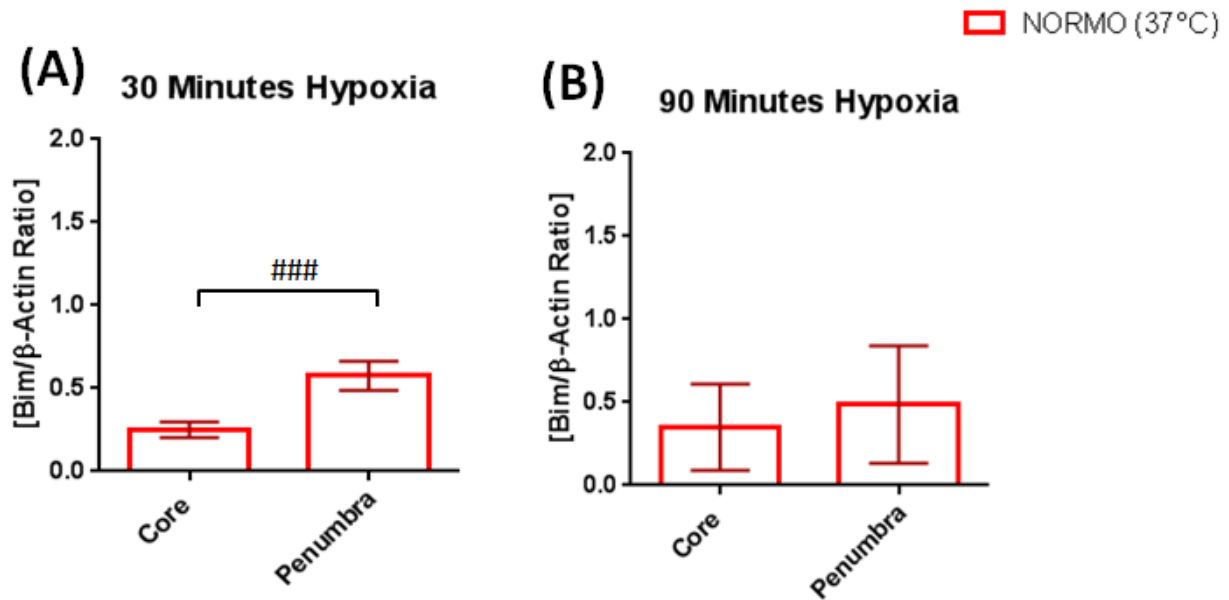 NORMO (37°C)
(A)
30 Minutes Hypoxia
[Bim/β-Actin Ratio]
2.0
1.5
1.0
0.5
0.0
###
Core
Penumbra
(B)
90 Minutes Hypoxia
[Bim/β-Actin Ratio]
2.0
1.5
1.0
0.5
0.0
Core
Penumbra